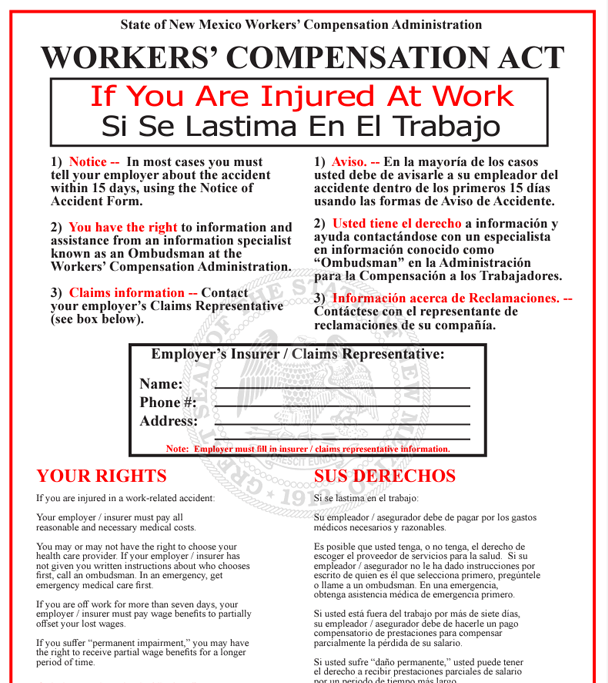 State of New Mexico Workers' Compensation Administration
WORKERS' COMPENSATION ACT
If You Are Injured At Work
Si Se Lastima En El Trabajo
1) Notice -- In most cases you must
tell your employer about the accident
within 15 days, using the Notice of
Accident Form.
2) You have the right to information and
assistance from an information specialist
known as an Ombudsman at the
Workers' Compensation Administration.
3) Claims information -- Contact
your employer's Claims Representative
(see box below).
1) Aviso. -- En la mayoría de los casos
usted debe de avisarle a su empleador del
accidente dentro de los primeros 15 días
usando las formas de Aviso de Accidente.
2) Usted tiene el derecho a información y
ayuda contactándose con un especialista
en información conocido como
“Ombudsman” en la Administración
para la Compensación a los Trabajadores.
3) Información acerca de Reclamaciones. --
Contáctese con el representante de
reclamaciones de su compañía.
Employer's Insurer / Claims Representative:
Name:
Phone #:
Address:
Note: Employer must fill in insurer / claims representative information.
GREAT SEAL OF THE STATE OF NEW MEXICO
1912
YOUR RIGHTS
If you are injured in a work-related accident:
Your employer / insurer must pay all
reasonable and necessary medical costs.
You may or may not have the right to choose your
health care provider. If your employer / insurer has
not given you written instructions about who chooses
first, call an ombudsman. In an emergency, get
emergency medical care first.
If you are off work for more than seven days, your
employer / insurer must pay wage benefits to partially
offset your lost wages.
If you suffer “permanent impairment,” you may have
the right to receive partial wage benefits for a longer
period of time.
SUS DERECHOS
Si se lastima en el trabajo:
Su empleador / asegurador debe de pagar por los gastos
médicos necesarios y razonables.
Es posible que usted tenga, o no tenga, el derecho de
escoger el proveedor de servicios para la salud. Si su
empleador / asegurador no le ha dado instrucciones por
escrito de quien es él que selecciona primero, pregúntele
o llame a un ombudsman. En una emergencia,
obtenga asistencia médica de emergencia primero.
Si usted está fuera del trabajo por más de siete días,
su empleador / asegurador debe de hacerle un pago
compensatorio de prestaciones para compensar
parcialmente la pérdida de su salario.
Si usted sufre “daño permanente,” usted puede tener
el derecho a recibir prestaciones parciales de salario
por un periodo de tiempo más largo.